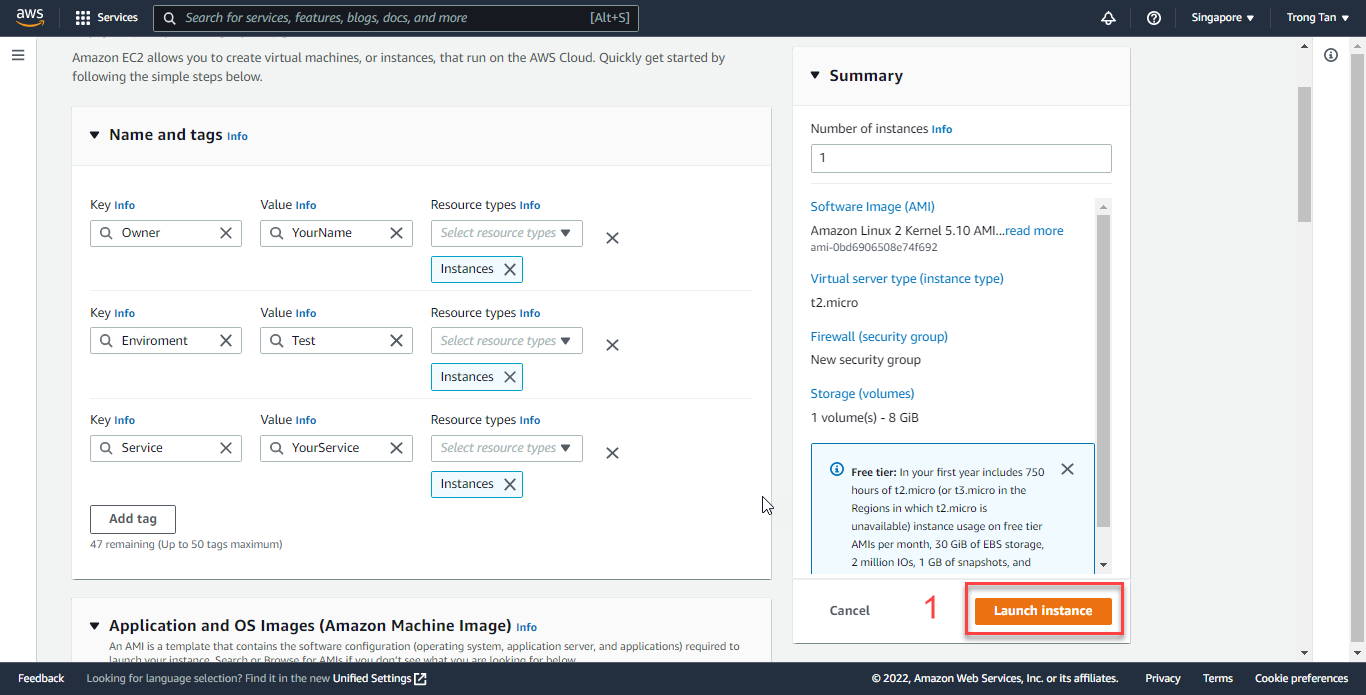 aws
Services
Search for services, features, blogs, docs, and more
[Alt+S]
Singapore
Trong Tan
Amazon EC2 allows you to create virtual machines, or instances, that run on the AWS Cloud. Quickly get started by
following the simple steps below.
Name and tags Info
Key Info
Value Info
Resource types Info
Owner
YourName
Select resource types
Instances
Key Info
Value Info
Resource types Info
Enviroment
Test
Select resource types
Instances
Key Info
Value Info
Resource types Info
Service
YourService
Select resource types
Instances
Add tag
47 remaining (Up to 50 tags maximum)
Application and OS Images (Amazon Machine Image) Info
An AMI is a template that contains the software configuration (operating system, application server, and applications) required to
launch your instance. Search or Browse for AMIs if you don't see what you are looking for below
Summary
Number of instances Info
1
Software Image (AMI)
Amazon Linux 2 Kernel 5.10 AMI...read more
ami-0bd6906508e74f692
Virtual server type (instance type)
t2.micro
Firewall (security group)
New security group
Storage (volumes)
1 volume(s) - 8 GiB
Free tier: In your first year includes 750
hours of t2.micro (or t3.micro in the
Regions in which t2.micro is
unavailable) instance usage on free tier
AMIs per month, 30 GiB of EBS storage,
2 million IOs, 1 GB of snapshots, and
Cancel
1
Launch instance
Feedback
Looking for language selection? Find it in the new Unified Settings
© 2022, Amazon Web Services, Inc. or its affiliates.
Privacy
Terms
Cookie preferences